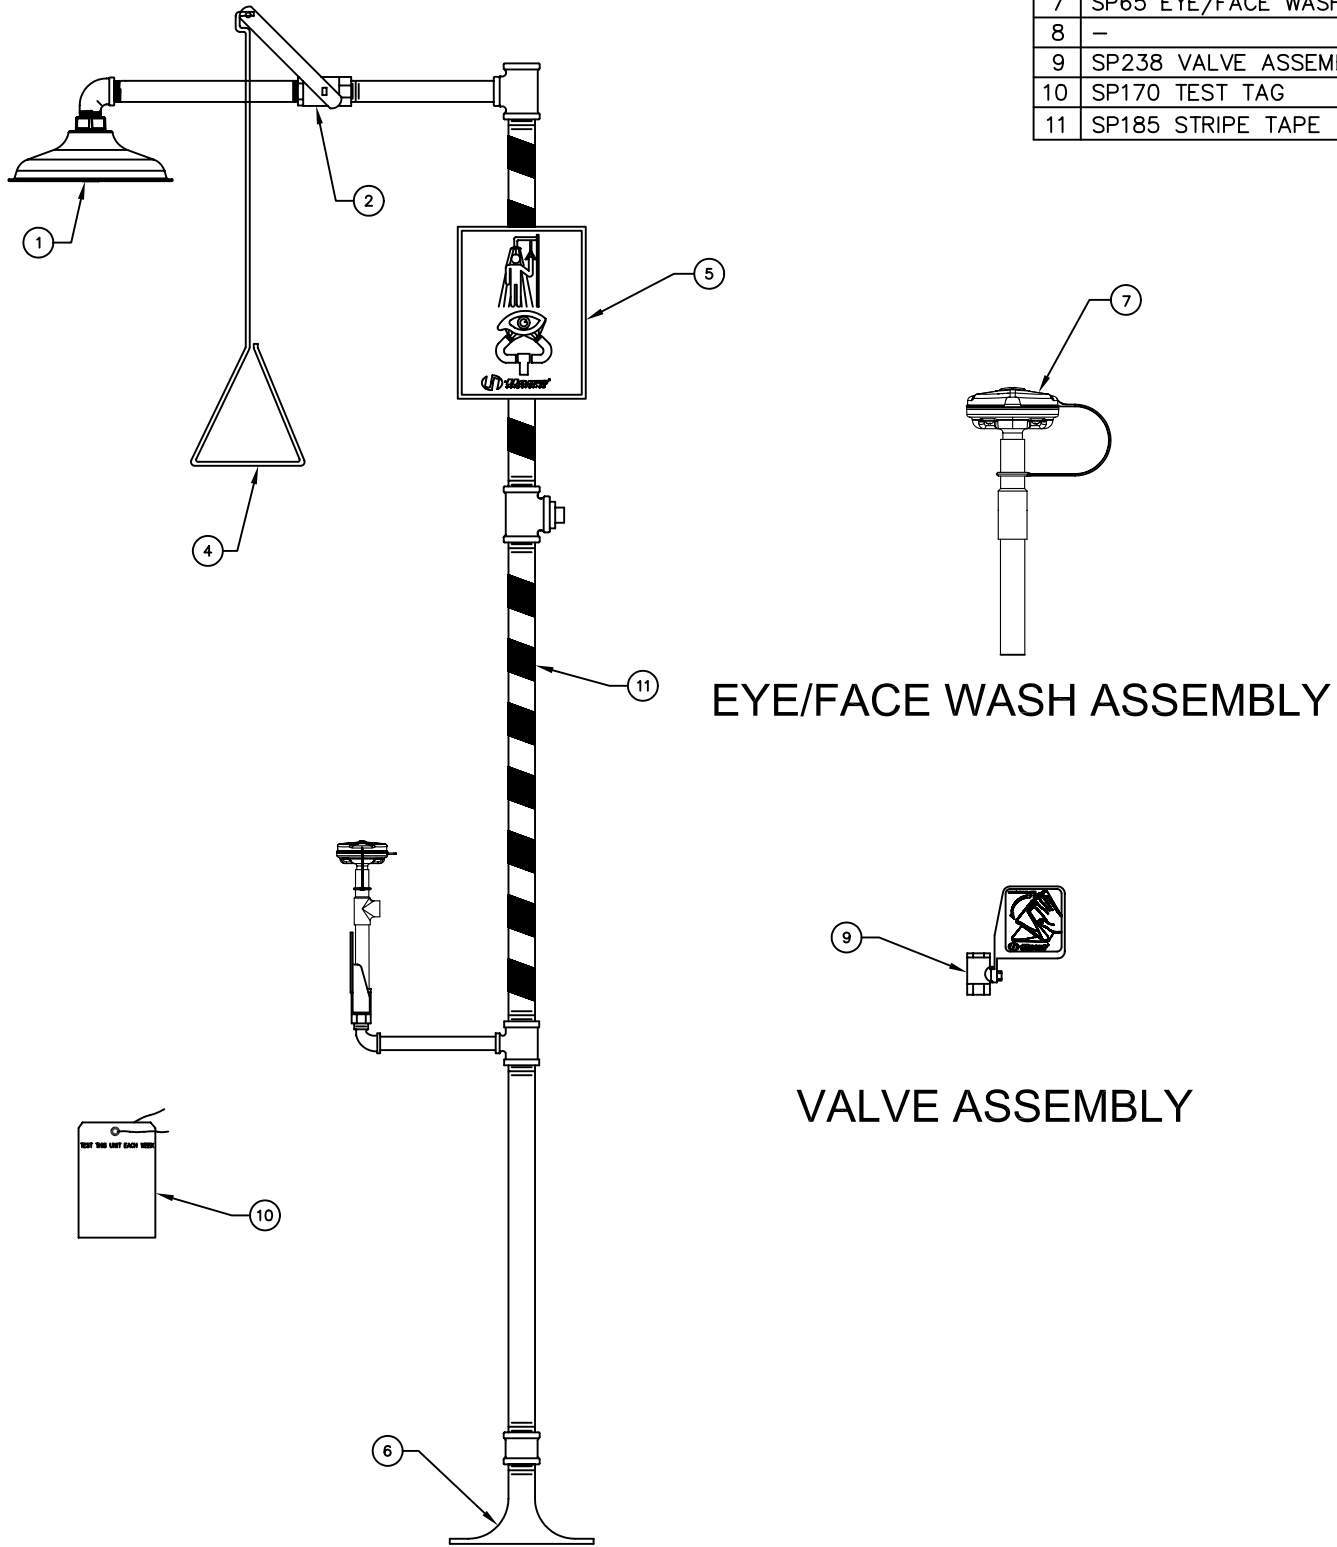 7 SP65 EYE/FACE WASH
8 –
9 SP238 VALVE
10 SP170 TEST TAG
11 SP185 STRIPE TAPE
1
2
5
7
4
11
EYE/FACE WASH ASSEMBLY
9
VALVE ASSEMBLY
TEST THIS UNIT EACH WEEK
10
6